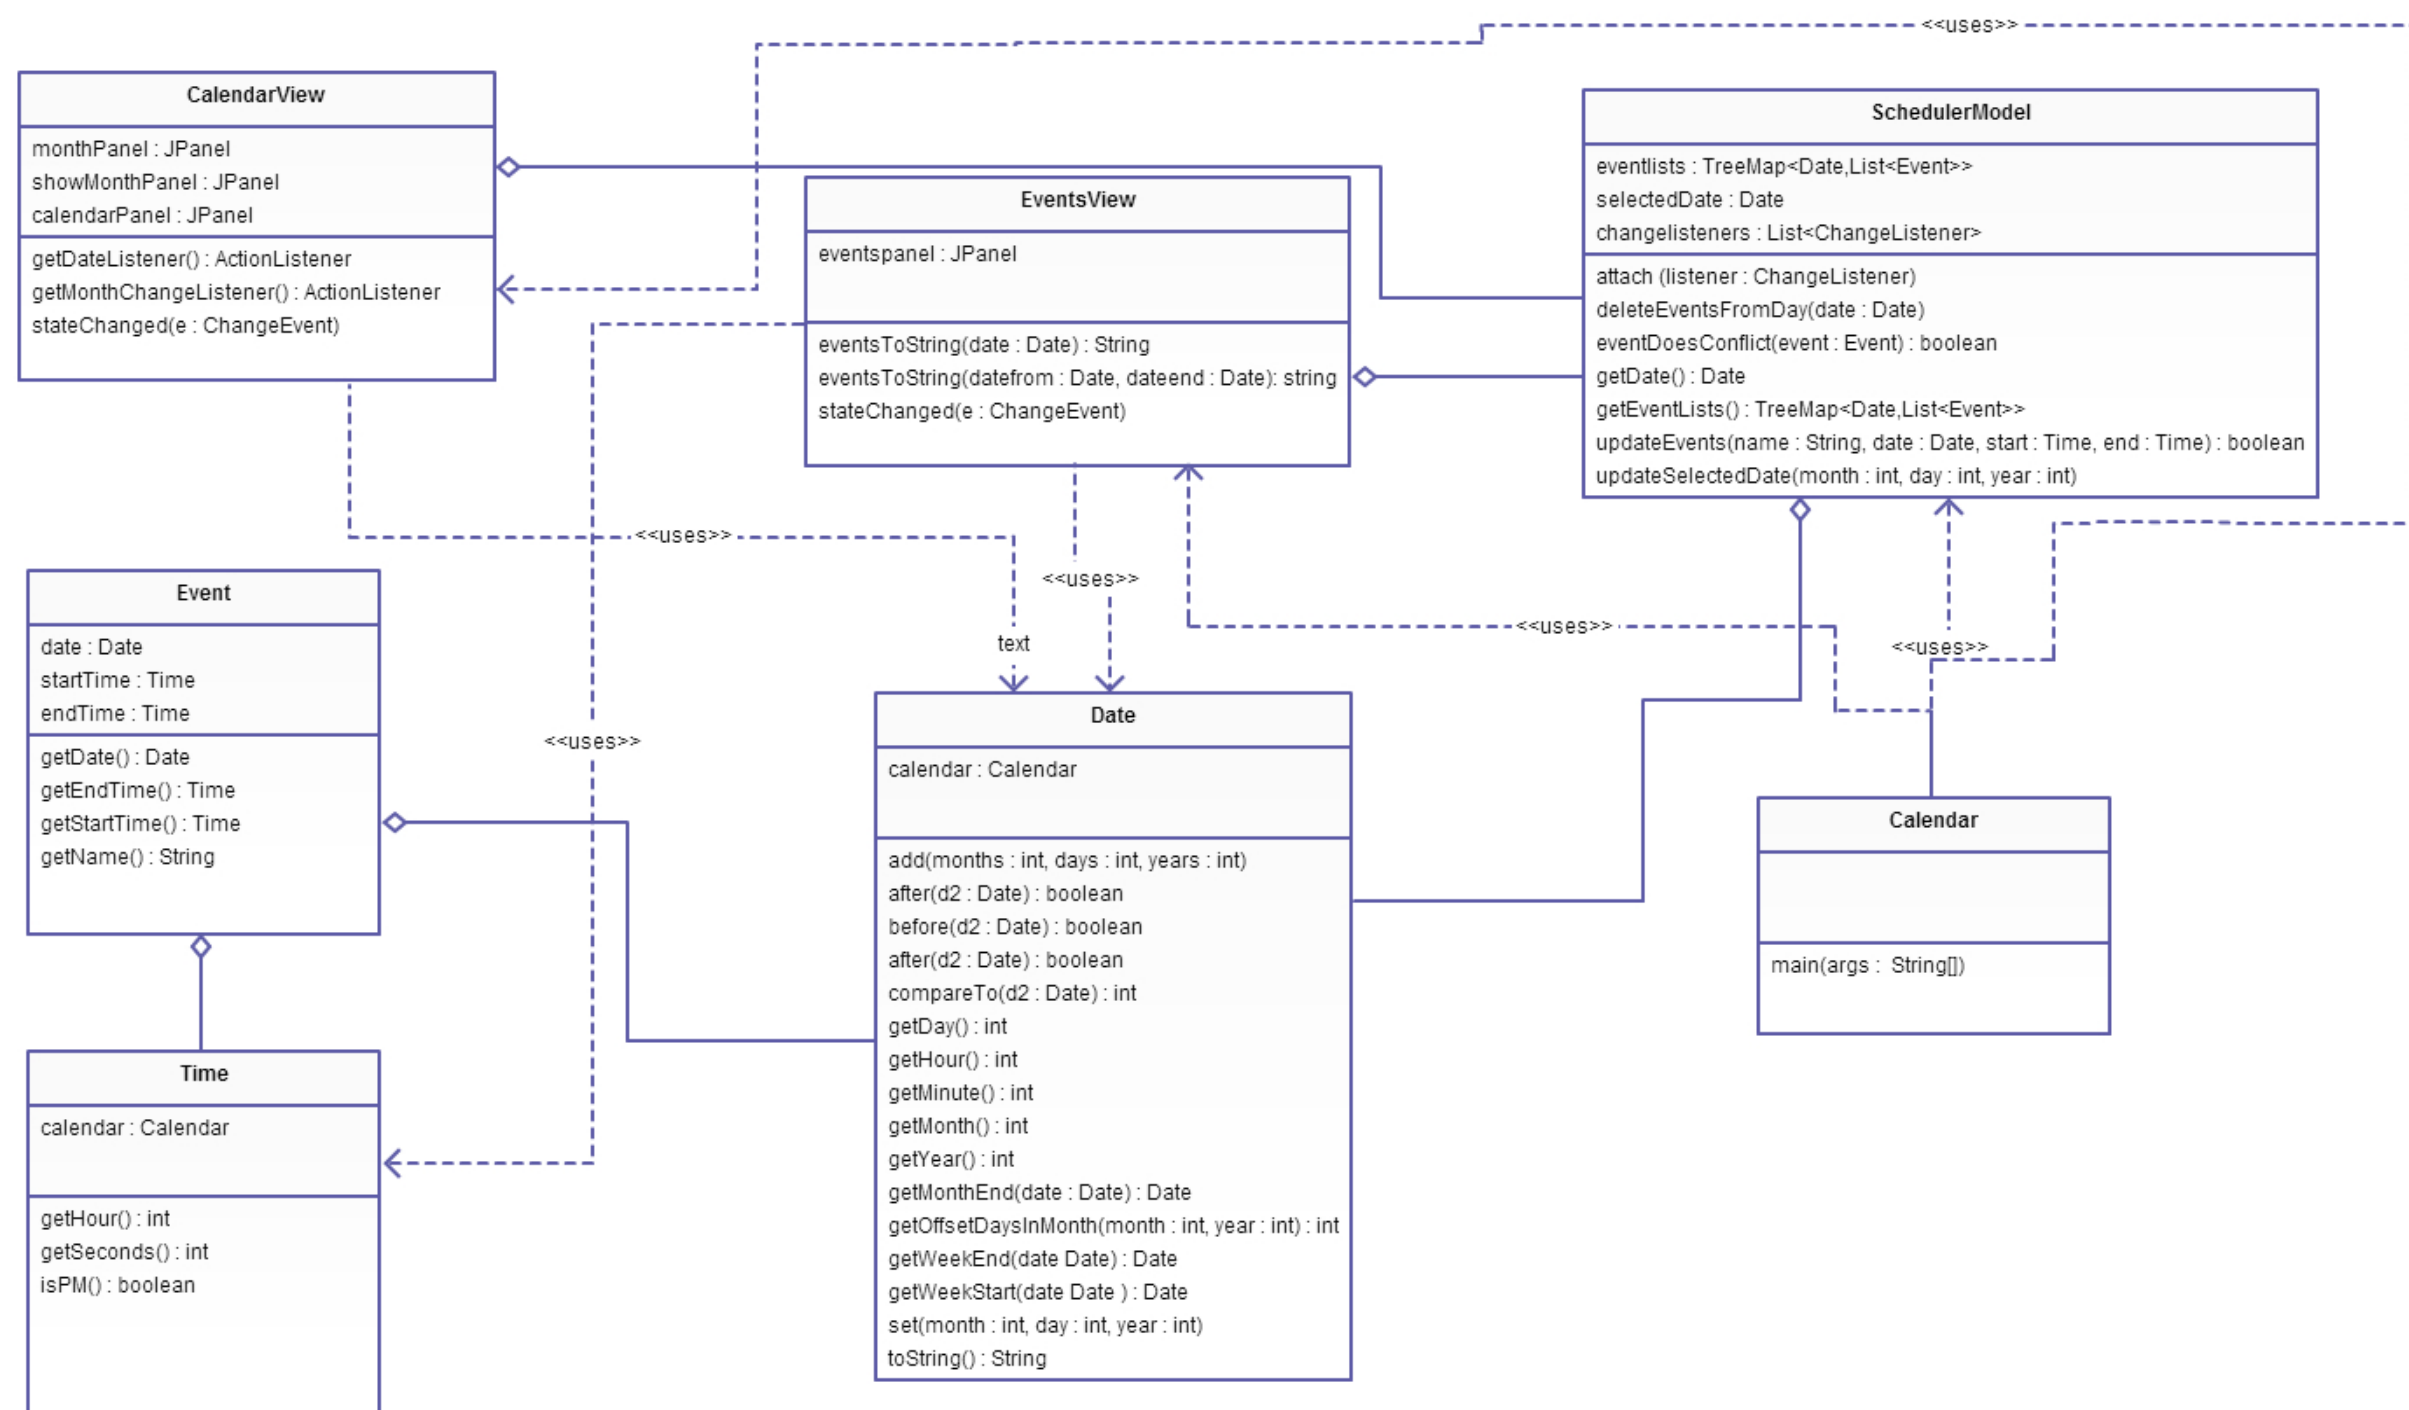 <<uses>>
CalendarView
monthPanel : JPanel
showMonthPanel : JPanel
calendarPanel : JPanel
getDateListener() : ActionListener
getMonthChangeListener() : ActionListener
stateChanged(e : ChangeEvent)
EventsView
eventspanel : JPanel
eventsToString(date : Date) : String
eventsToString(datefrom : Date, dateend : Date): string
stateChanged(e : ChangeEvent)
SchedulerModel
eventlists : TreeMap<Date,List<Event>>
selectedDate : Date
changelisteners : List<ChangeListener>
attach (listener : ChangeListener)
deleteEventsFromDay(date : Date)
eventDoesConflict(event : Event) : boolean
getDate() : Date
getEventLists() : TreeMap<Date,List<Event>>
updateEvents(name : String, date : Date, start : Time, end : Time) : boolean
updateSelectedDate(month : int, day : int, year : int)
<<uses>>
<<uses>>
<<uses>>
text
<<uses>>
<<uses>>
Event
date : Date
startTime : Time
endTime : Time
getDate() : Date
getEndTime() : Time
getStartTime() : Time
getName() : String
Date
calendar : Calendar
add(months : int, days : int, years : int)
after(d2 : Date) : boolean
before(d2 : Date) : boolean
after(d2 : Date) : boolean
compareTo(d2 : Date) : int
getDay() : int
getHour() : int
getMinute() : int
getMonth() : int
getYear() : int
getMonthEnd(date : Date) : Date
getOffsetDaysInMonth(month : int, year : int) : int
getWeekEnd(date Date) : Date
getWeekStart(date Date ) : Date
set(month : int, day : int, year : int)
toString() : String
Calendar
main(args : String[])
Time
calendar : Calendar
getHour() : int
getSeconds() : int
isPM() : boolean